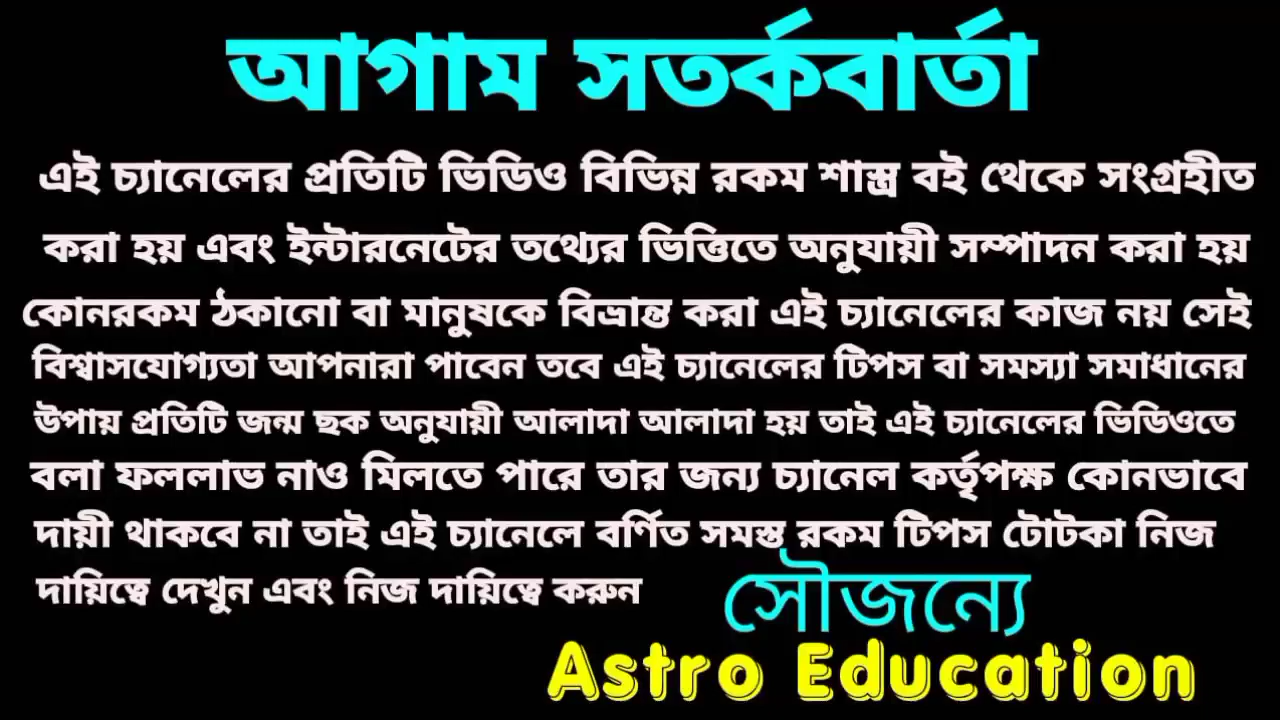 আগাম সতর্কবার্তা
এই চ্যানেলের প্রতিটি ভিডিও বিভিন্ন রকম শাস্ত্র বই থেকে সংগ্রহীত
করা হয় এবং ইন্টারনেটের তথ্যের ভিত্তিতে অনুযায়ী সম্পাদন করা হয়
কোনরকম ঠকানো বা মানুষকে বিভ্রান্ত করা এই চ্যানেলের কাজ নয় সেই
বিশ্বাসযোগ্যতা আপনারা পাবেন তবে এই চ্যানেলের টিপস বা সমস্যা সমাধানের
উপায় প্রতিটি জন্ম ছক অনুযায়ী আলাদা আলাদা হয় তাই এই চ্যানেলের ভিডিওতে
বলা ফললাভ নাও মিলতে পারে তার জন্য চ্যানেল কর্তৃপক্ষ কোনভাবে
দায়ী থাকবে না তাই এই চ্যানেলে বর্ণিত সমস্ত রকম টিপস টোটকা নিজ
দায়িত্বে দেখুন এবং নিজ দায়িত্বে করুন
সৌজন্যে
Astro Education